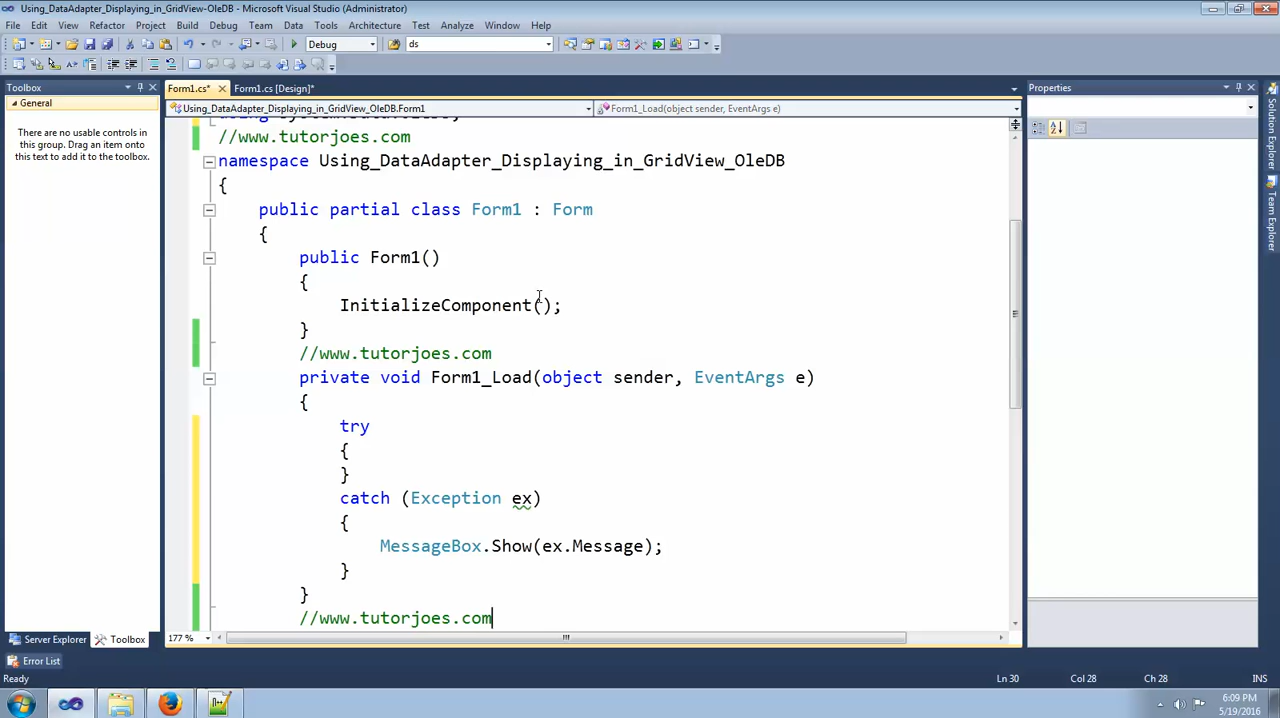 Using_DataAdapter_Displaying_in_GridView-OleDB - Microsoft Visual Studio (Administrator)
File Edit View Refactor Project Build Debug Team Data Tools Architecture Test Analyze Window Help
Debug ds
Toolbox Form1.cs* Form1.cs [Design]* Properties
General Using_DataAdapter_Displaying_in_GridView_OleDB.Form1 Form1_Load(object sender, EventArgs e)
There are no usable controls in this group. Drag an item onto this text to add it to the toolbox.
//www.tutorjoes.com
namespace Using_DataAdapter_Displaying_in_GridView_OleDB
{
public partial class Form1 : Form
{
public Form1()
{
InitializeComponent();
}
//www.tutorjoes.com
private void Form1_Load(object sender, EventArgs e)
{
try
{
}
catch (Exception ex)
{
MessageBox.Show(ex.Message);
}
}
//www.tutorjoes.com
Solution Explorer
Team Explorer
177 %
Server Explorer Toolbox
Error List
Ready Ln 30 Col 28 Ch 28 INS
6:09 PM
5/19/2016